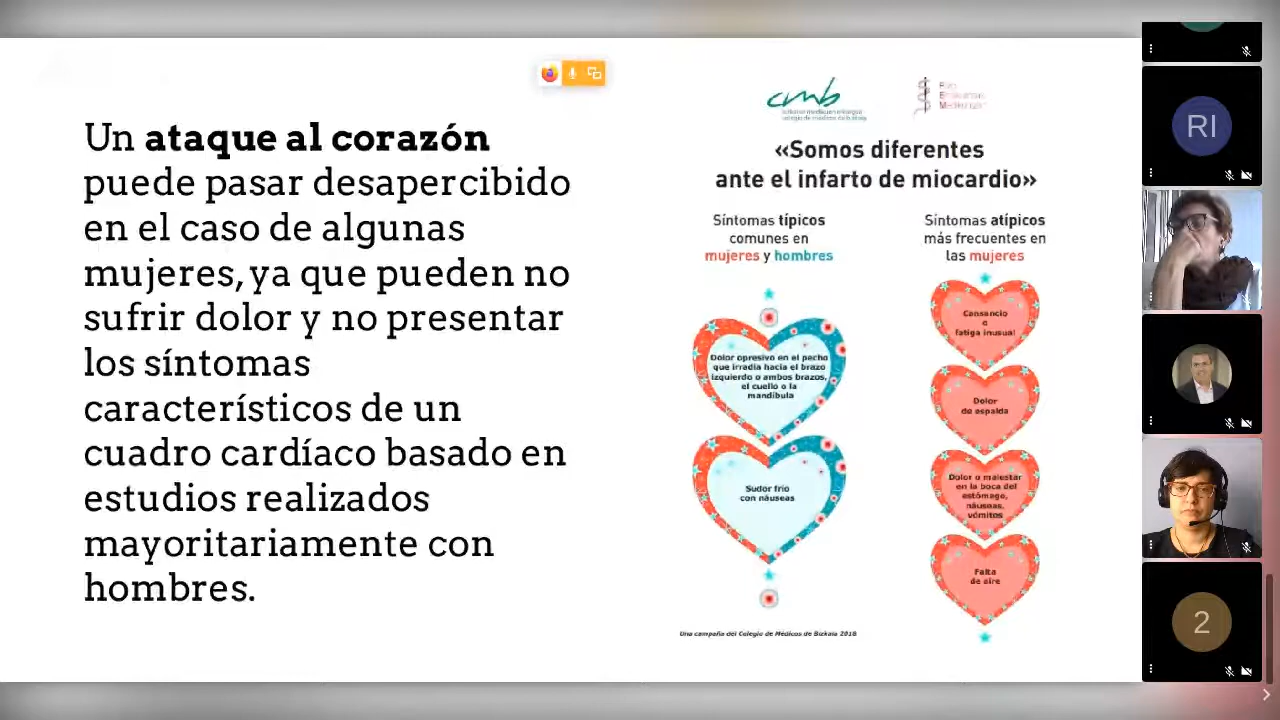 Un ataque al corazón
puede pasar desapercibido
en el caso de algunas
mujeres, ya que pueden no
sufrir dolor y no presentar
los síntomas
característicos de un
cuadro cardíaco basado en
estudios realizados
mayoritariamente con
hombres.
cmb
«Somos diferentes
ante el infarto de miocardio»
Síntomas típicos
comunes en
mujeres y hombres
Dolor opresivo en el pecho
que irradia hacia el brazo
izquierdo o ambos brazos,
el cuello o la
mandíbula
Sudor frío
con náuseas
Síntomas atípicos
más frecuentes en
las mujeres
Cansancio
o
fatiga inusual
Dolor
de espalda
Dolor o malestar
en la boca del
estómago,
náuseas,
vómitos
Falta
de aire
Una campaña del Colegio de Médicos de Bizkaia 2018
RI
2